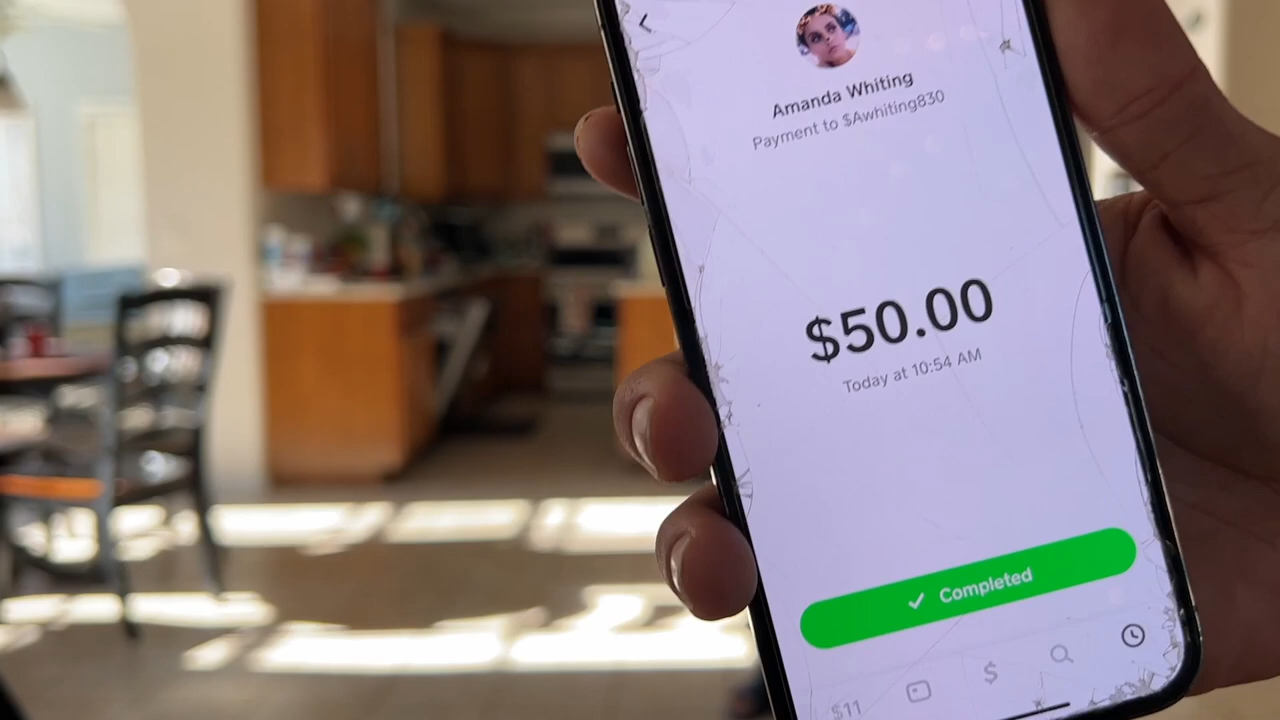 Amanda Whiting
Payment to $Awhiting830
$50.00
Today at 10:54 AM
Completed
$11
$